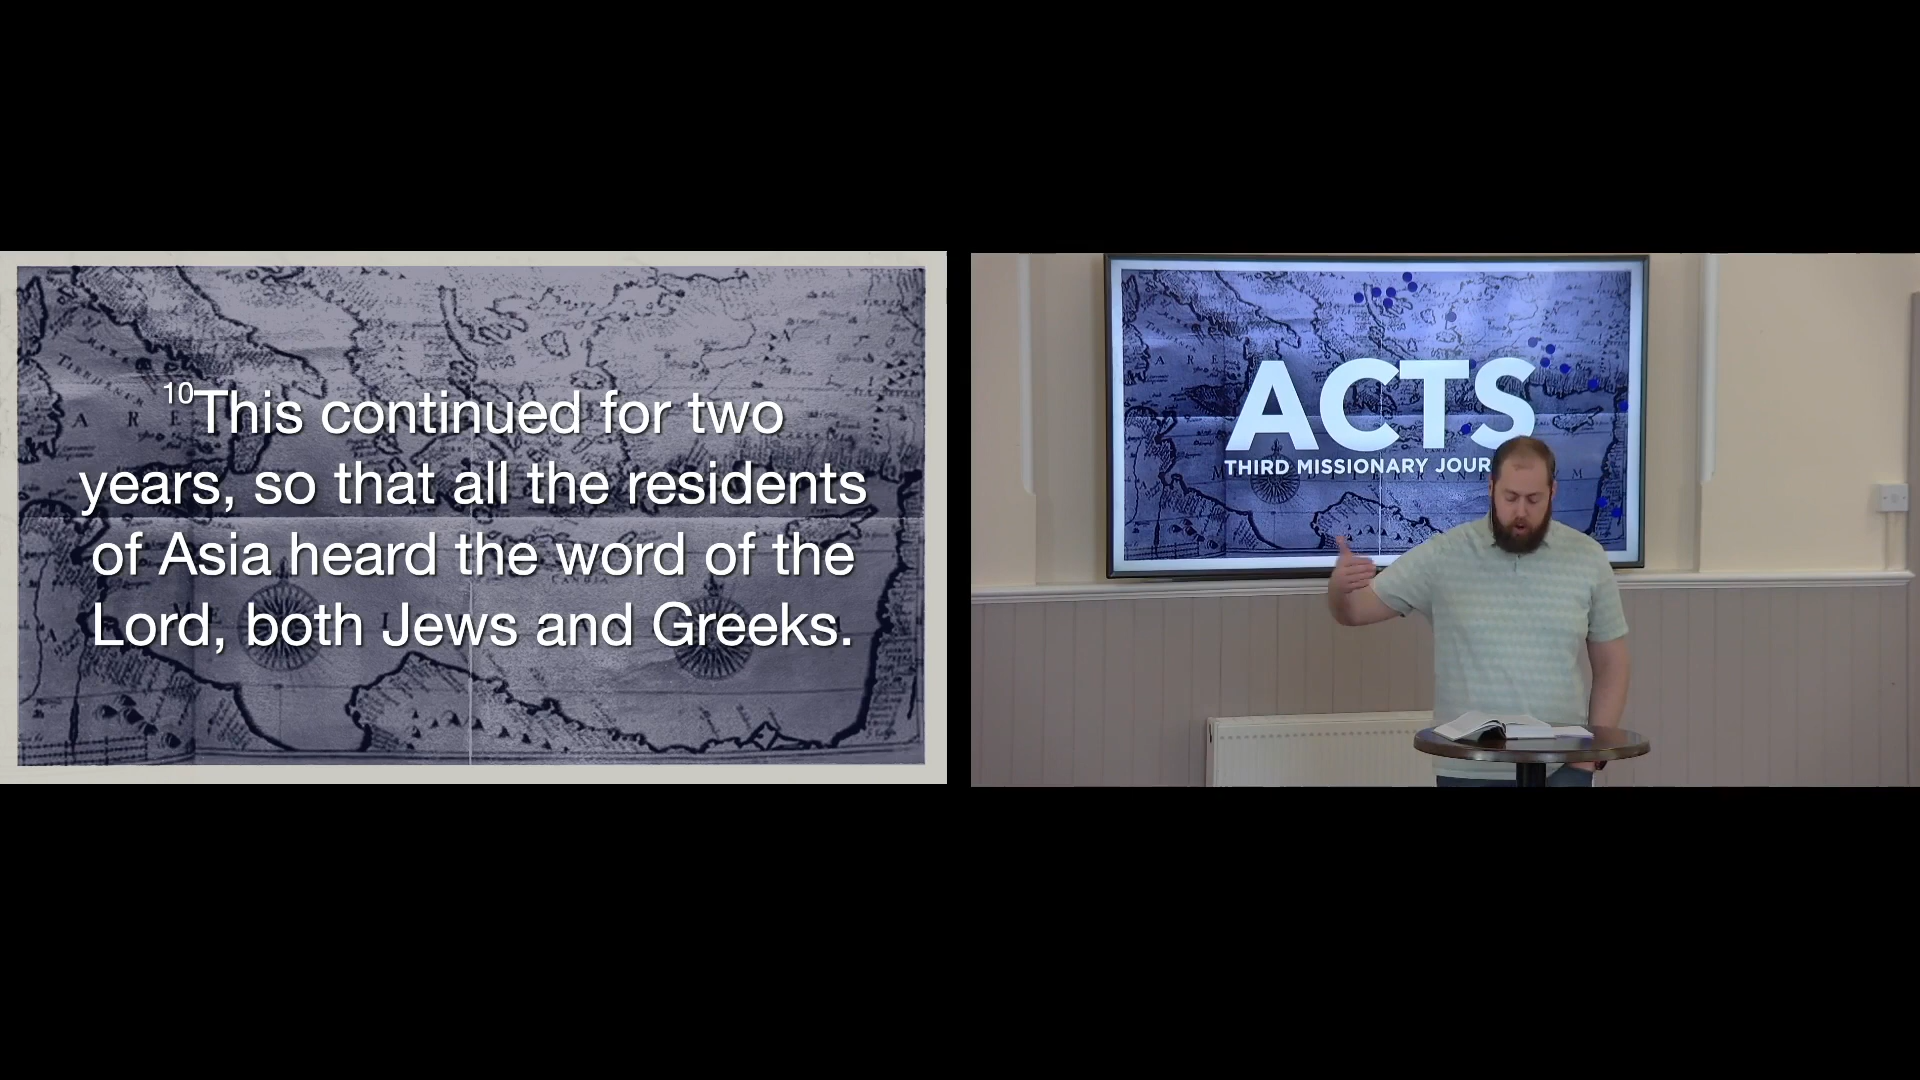 10This continued for two
years, so that all the residents
of Asia heard the word of the
Lord, both Jews and Greeks.
ACTS
THIRD MISSIONARY JOUR